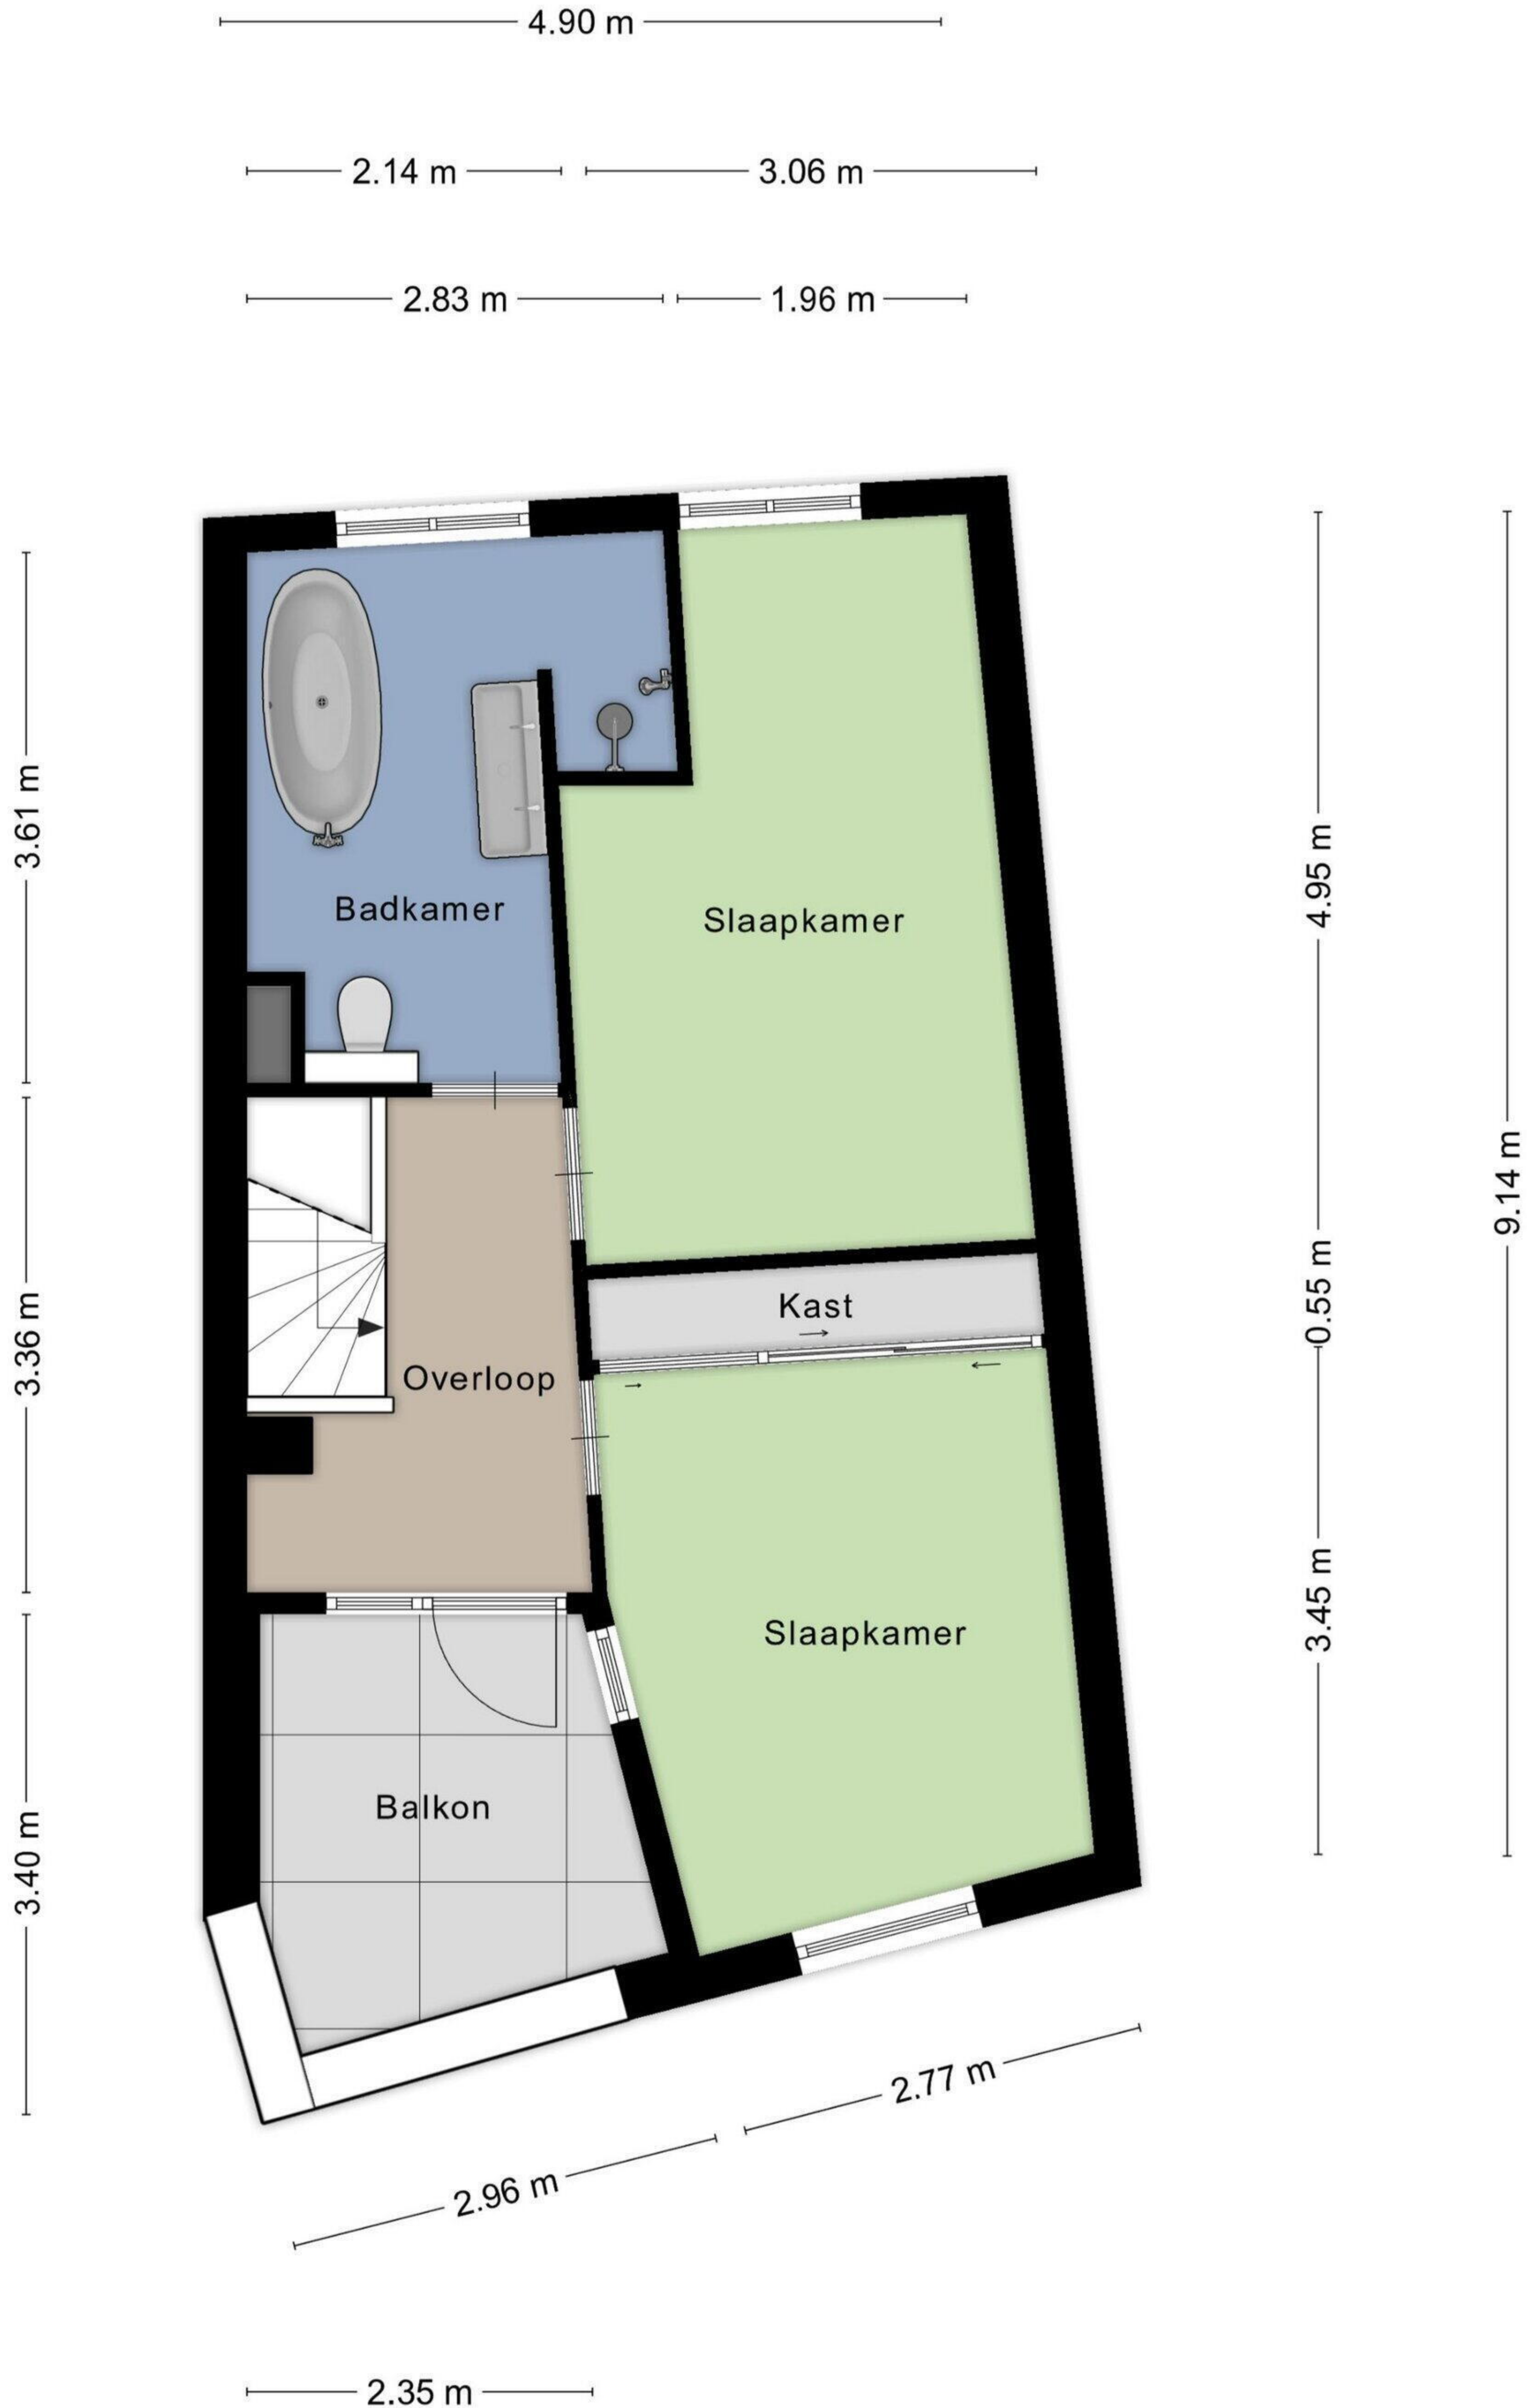 4.90 m
2.14 m
3.06 m
2.83 m
1.96 m
3.61 m
4.95 m
Badkamer
Slaapkamer
9.14 m
Kast
0.55 m
3.36 m
Overloop
3.45 m
Slaapkamer
Balkon
3.40 m
2.77 m
2.96 m
2.35 m